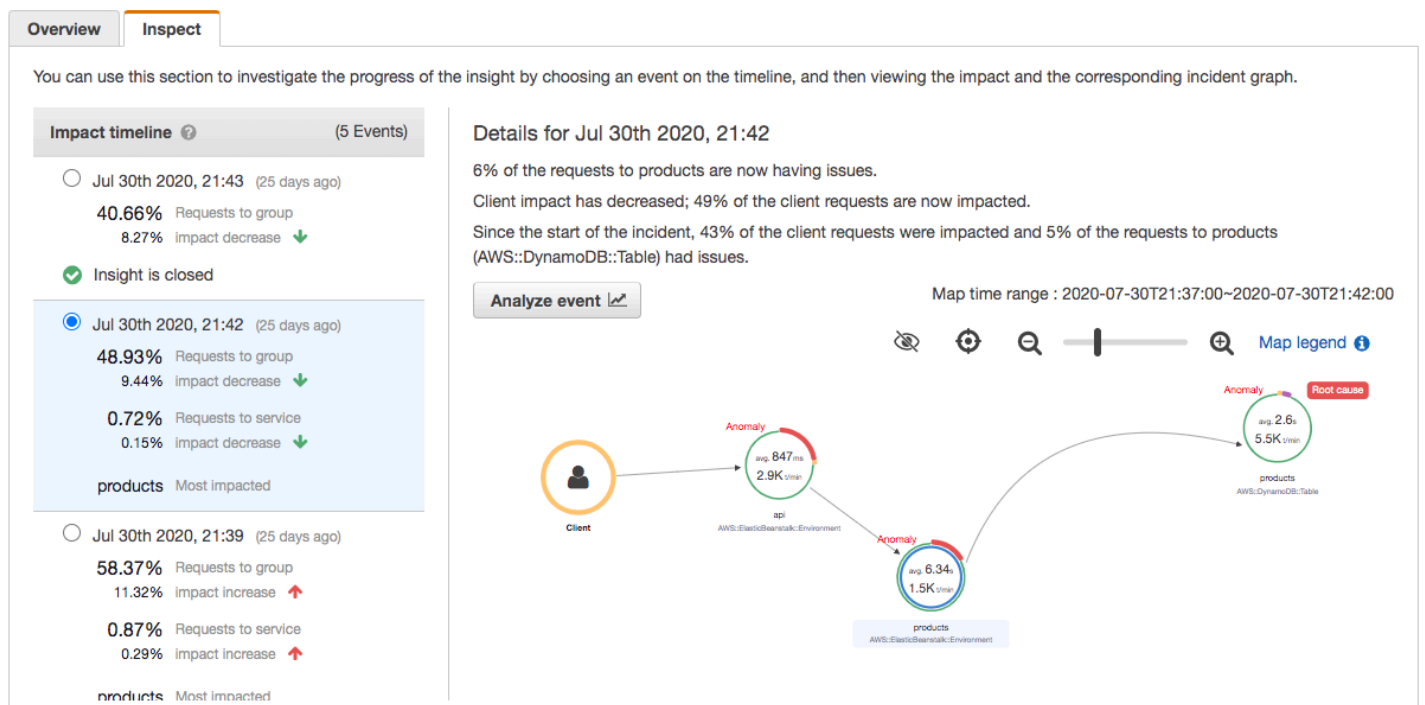 Overview
Inspect
You can use this section to investigate the progress of the insight by choosing an event on the timeline, and then viewing the impact and the corresponding incident graph.
Impact timeline ?
(5 Events)
Jul 30th 2020, 21:43 (25 days ago)
40.66% Requests to group
8.27% impact decrease
Insight is closed
Jul 30th 2020, 21:42 (25 days ago)
48.93% Requests to group
9.44% impact decrease
0.72% Requests to service
0.15% impact decrease
products Most impacted
Jul 30th 2020, 21:39 (25 days ago)
58.37% Requests to group
11.32% impact increase
0.87% Requests to service
0.29% impact increase
products Most impacted
Details for Jul 30th 2020, 21:42
6% of the requests to products are now having issues.
Client impact has decreased; 49% of the client requests are now impacted.
Since the start of the incident, 43% of the client requests were impacted and 5% of the requests to products
(AWS::DynamoDB::Table) had issues.
Analyze event
Map time range : 2020-07-30T21:37:00~2020-07-30T21:42:00
Map legend i
Client
Anomaly
avg. 847ms
2.9K t/min
api
AWS::ElasticBeanstalk::Environment
Anomaly
avg. 6.34s
1.5K t/min
products
AWS::ElasticBeanstalk::Environment
Anomaly
Root cause
avg. 2.6s
5.5K t/min
products
AWS::DynamoDB::Table